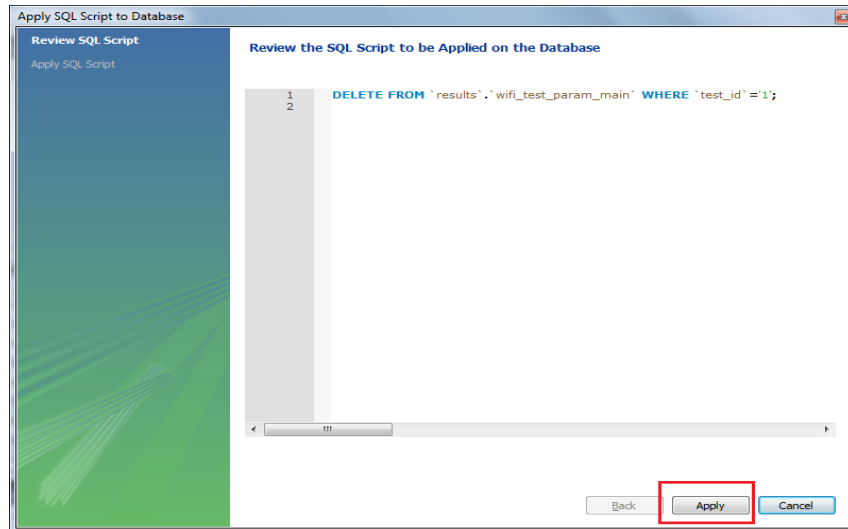 Apply SQL Script to Database
Review SQL Script
Apply SQL Script
Review the SQL Script to be Applied on the Database
1 DELETE FROM `results`.`wifi_test_param_main` WHERE `test_id`='1';
2
Back Apply Cancel